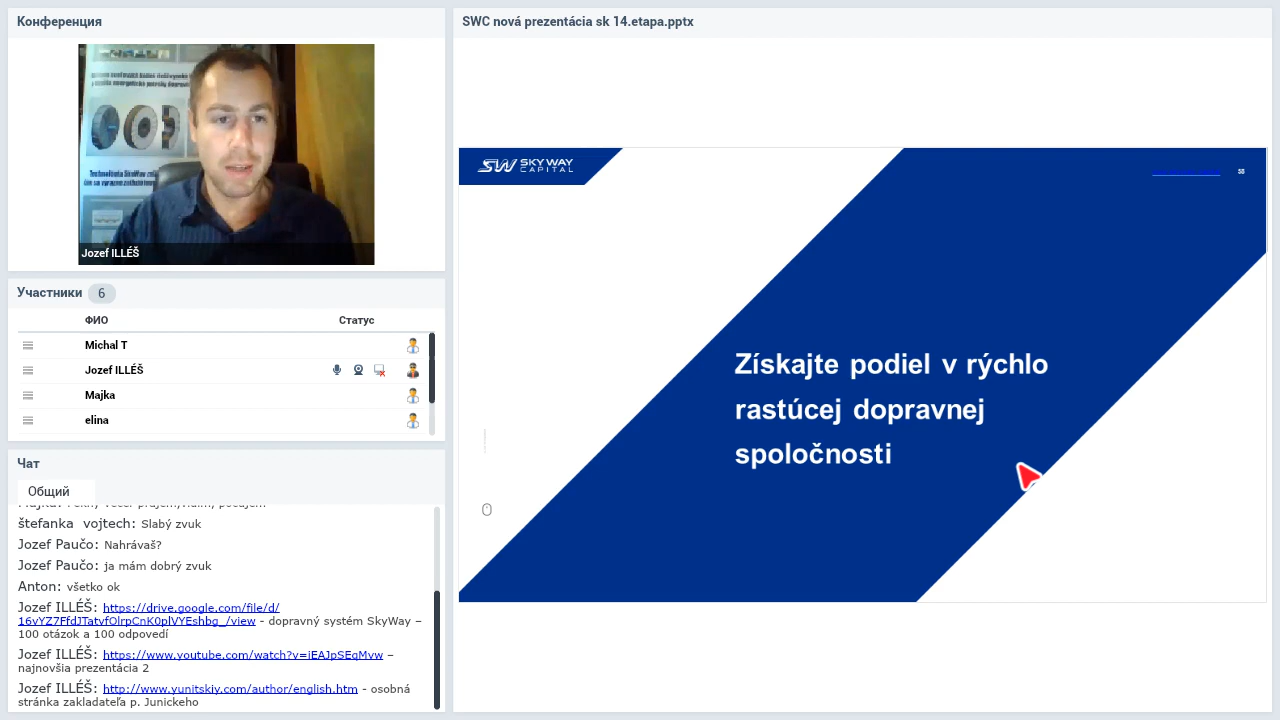 Конференция
Jozef ILLÉŠ
Участники 6
ФИО Статус
Michal T
Jozef ILLÉŠ
Majka
elina
Чат
Общий
štefanka vojtech: Slabý zvuk
Jozef Paučo: Nahrávaš?
Jozef Paučo: ja mám dobrý zvuk
Anton: všetko ok
Jozef ILLÉŠ: https://drive.google.com/file/d/
16vYZ7FfdJTatvfOlrpCnK0plVYEshbg_/view - dopravný systém SkyWay –
100 otázok a 100 odpovedí
Jozef ILLÉŠ: https://www.youtube.com/watch?v=iEAJpSEqMvw –
najnovšia prezentácia 2
Jozef ILLÉŠ: http://www.yunitskiy.com/author/english.htm - osobná
stránka zakladateľa p. Junickeho
SWC nová prezentácia sk 14.etapa.pptx
SW SKY WAY
CAPITAL
58
Získajte podiel v rýchlo
rastúcej dopravnej
spoločnosti